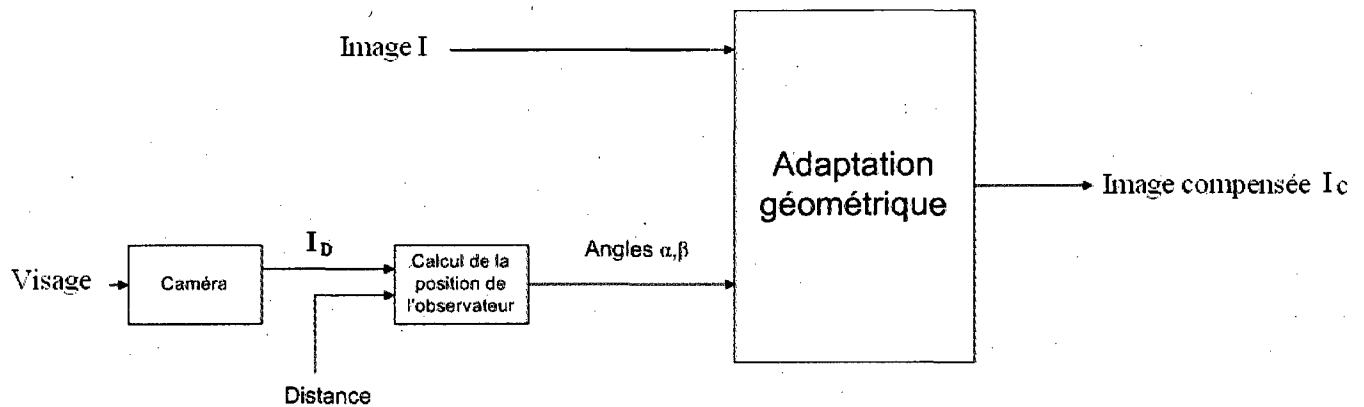 Image I
Adaptation
géométrique
Image compensée Ic
Visage
Caméra
ID
Calcul de la
position de
l'observateur
Angles α,β
Distance